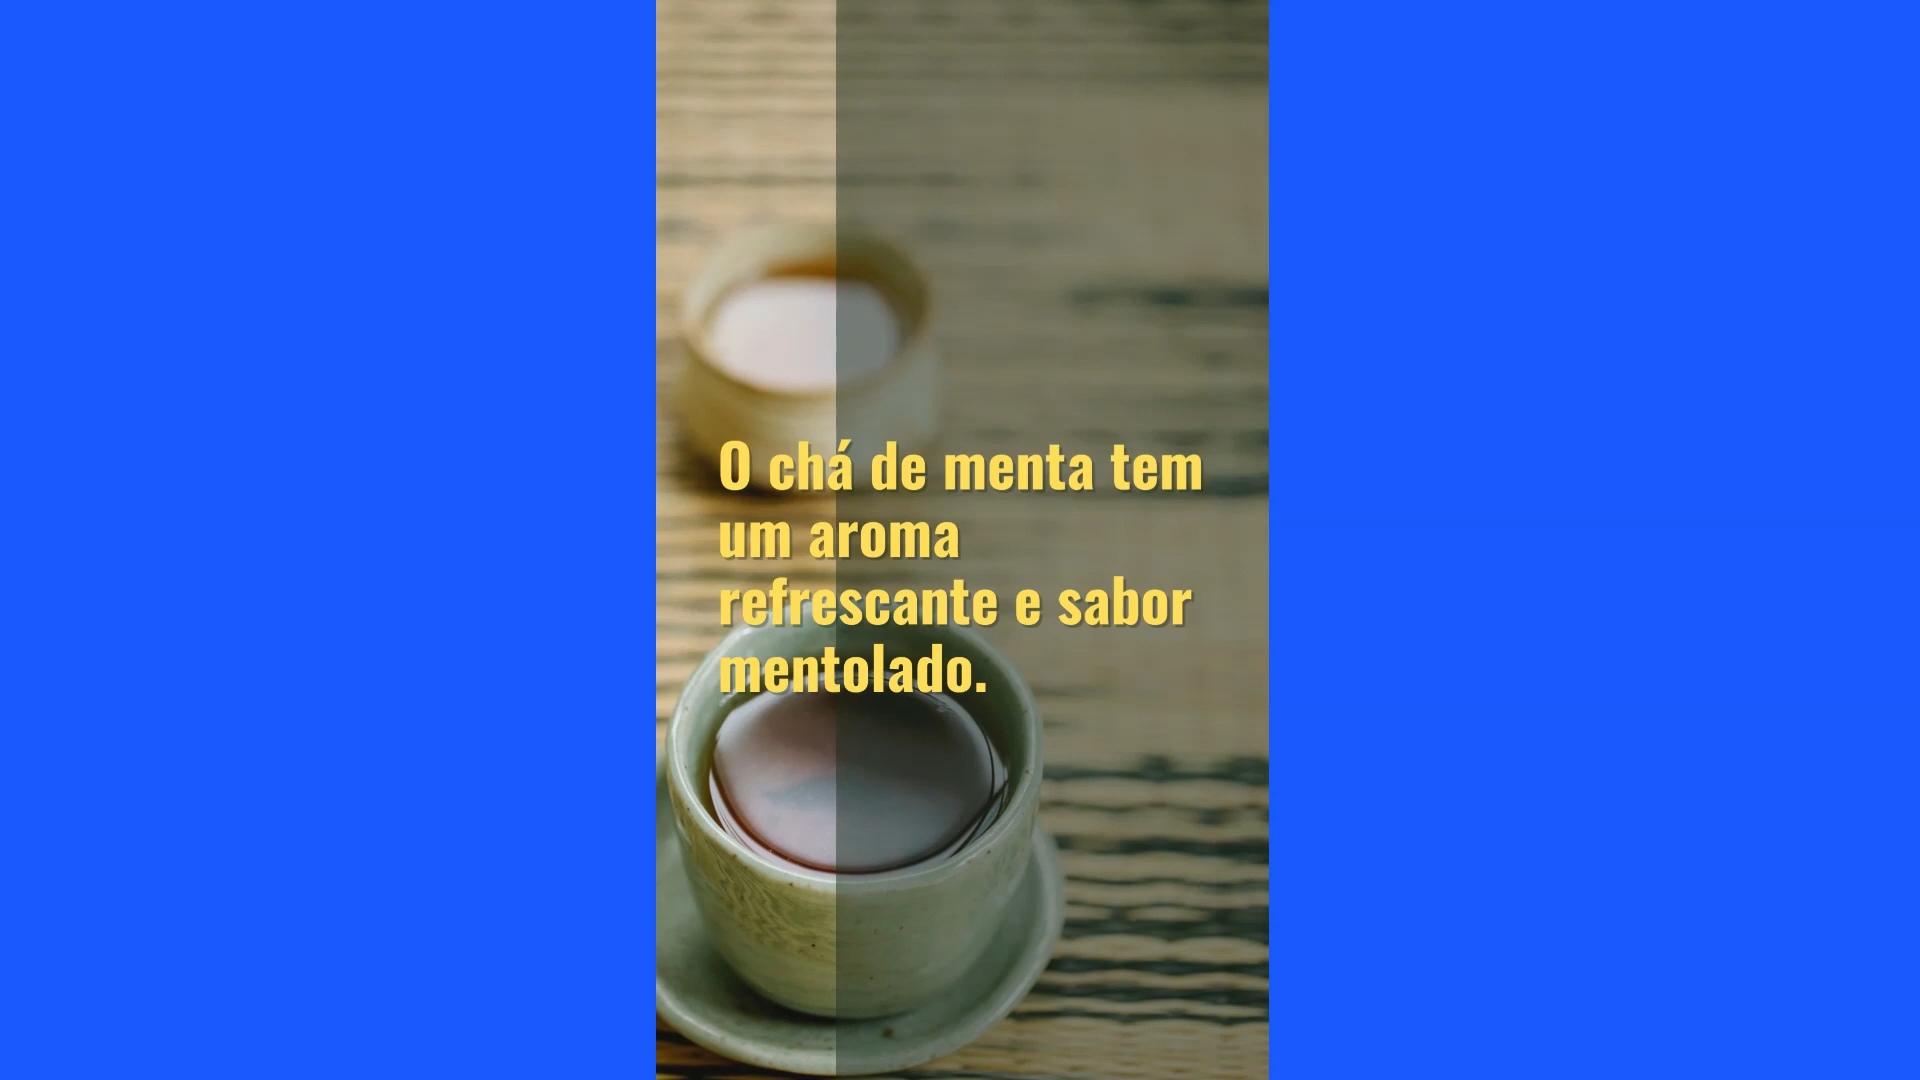 O chá de menta tem
um aroma
refrescante e sabor
mentolado.